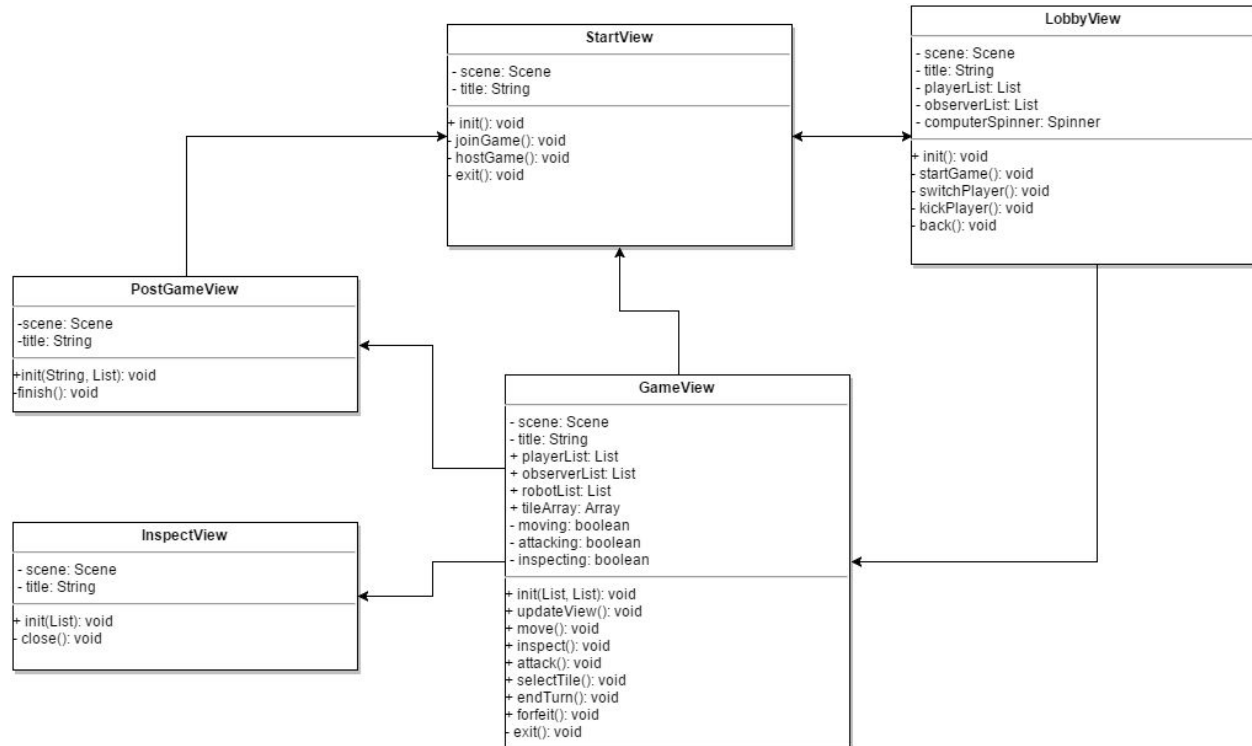 StartView
- scene: Scene
- title: String
+ init(): void
- joinGame(): void
- hostGame(): void
- exit(): void
LobbyView
- scene: Scene
- title: String
- playerList: List
- observerList: List
- computerSpinner: Spinner
+ init(): void
- startGame(): void
- switchPlayer(): void
- kickPlayer(): void
- back(): void
PostGameView
-scene: Scene
-title: String
+init(String, List): void
-finish(): void
GameView
- scene: Scene
- title: String
+ playerList: List
+ observerList: List
+ robotList: List
+ tileArray: Array
- moving: boolean
- attacking: boolean
- inspecting: boolean
+ init(List, List): void
+ updateView(): void
+ move(): void
+ inspect(): void
+ attack(): void
+ selectTile(): void
+ endTurn(): void
+ forfeit(): void
- exit(): void
InspectView
- scene: Scene
- title: String
+ init(List): void
- close(): void